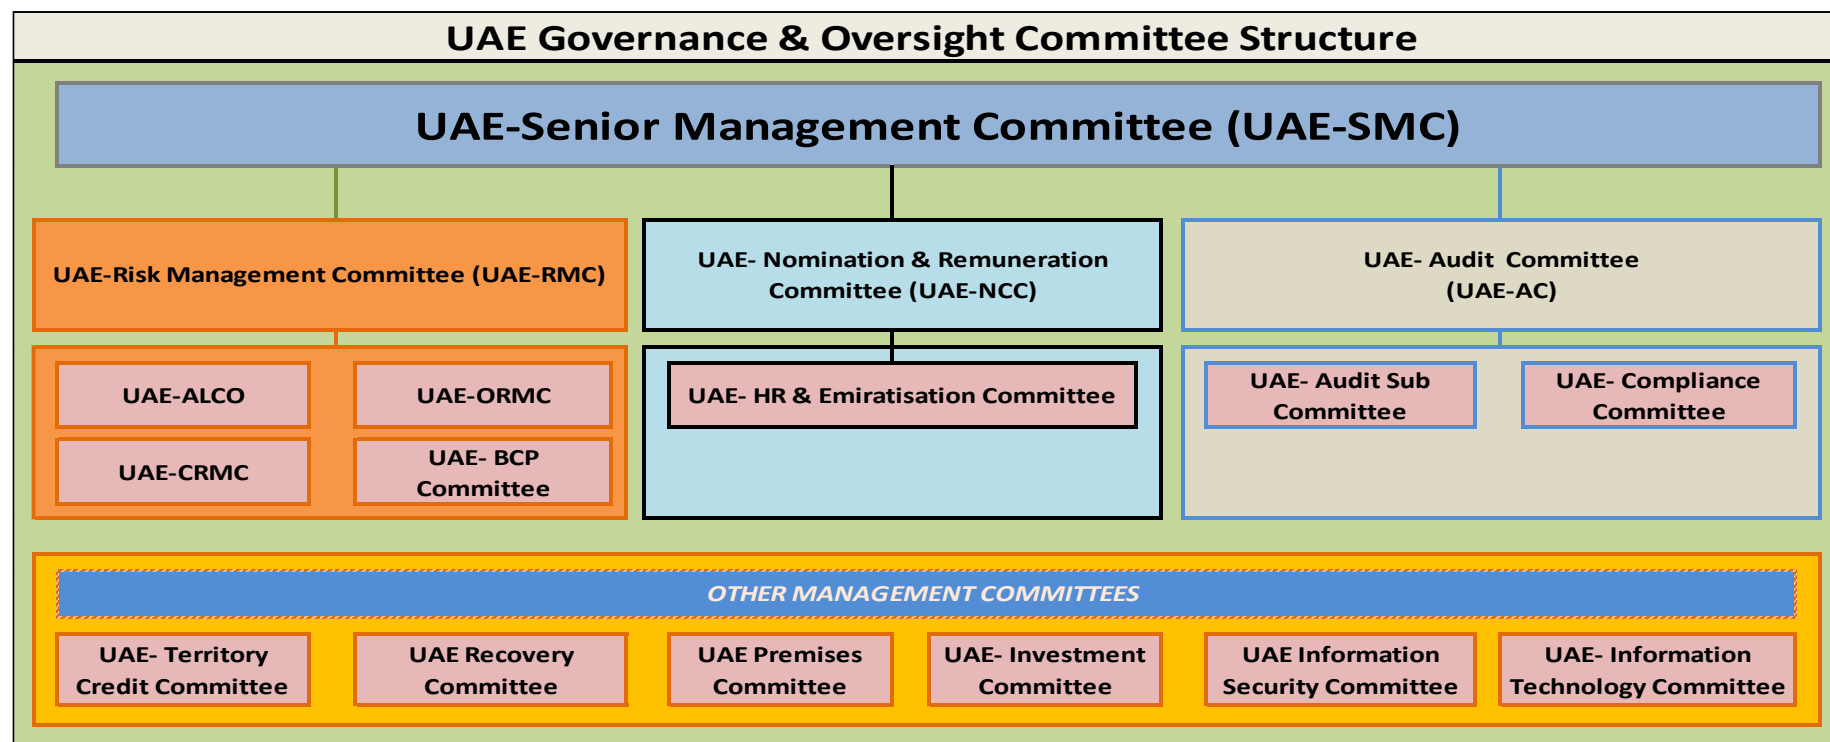 UAE Governance & Oversight Committee Structure
UAE-Senior Management Committee (UAE-SMC)
UAE-Risk Management Committee (UAE-RMC)
UAE- Nomination & Remuneration
Committee (UAE-NCC)
UAE- Audit Committee
(UAE-AC)
UAE-ALCO
UAE-ORMC
UAE-CRMC
UAE- BCP
Committee
UAE- HR & Emiratisation Committee
UAE- Audit Sub
Committee
UAE- Compliance
Committee
OTHER MANAGEMENT COMMITTEES
UAE- Territory
Credit Committee
UAE Recovery
Committee
UAE Premises
Committee
UAE- Investment
Committee
UAE Information
Security Committee
UAE- Information
Technology Committee